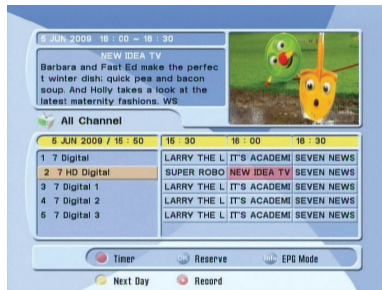 5 JUN 2009 16 : 00 ~ 16 : 30
NEW IDEA TV
Barbara and Fast Ed make the perfec
t winter dish: quick pea and bacon
soup. And Holly takes a look at the
latest maternity fashions. WS
All Channel
5 JUN 2009 / 15 : 50 15 : 30 16 : 00 16 : 30
1 7 Digital LARRY THE L IT'S ACADEMI SEVEN NEWS
2 7 HD Digital SUPER ROBO NEW IDEA TV SEVEN NEWS
3 7 Digital 1 LARRY THE L IT'S ACADEMI SEVEN NEWS
4 7 Digital 2 LARRY THE L IT'S ACADEMI SEVEN NEWS
5 7 Digital 3 LARRY THE L IT'S ACADEMI SEVEN NEWS
Timer OK Reserve Info EPG Mode
Next Day Record